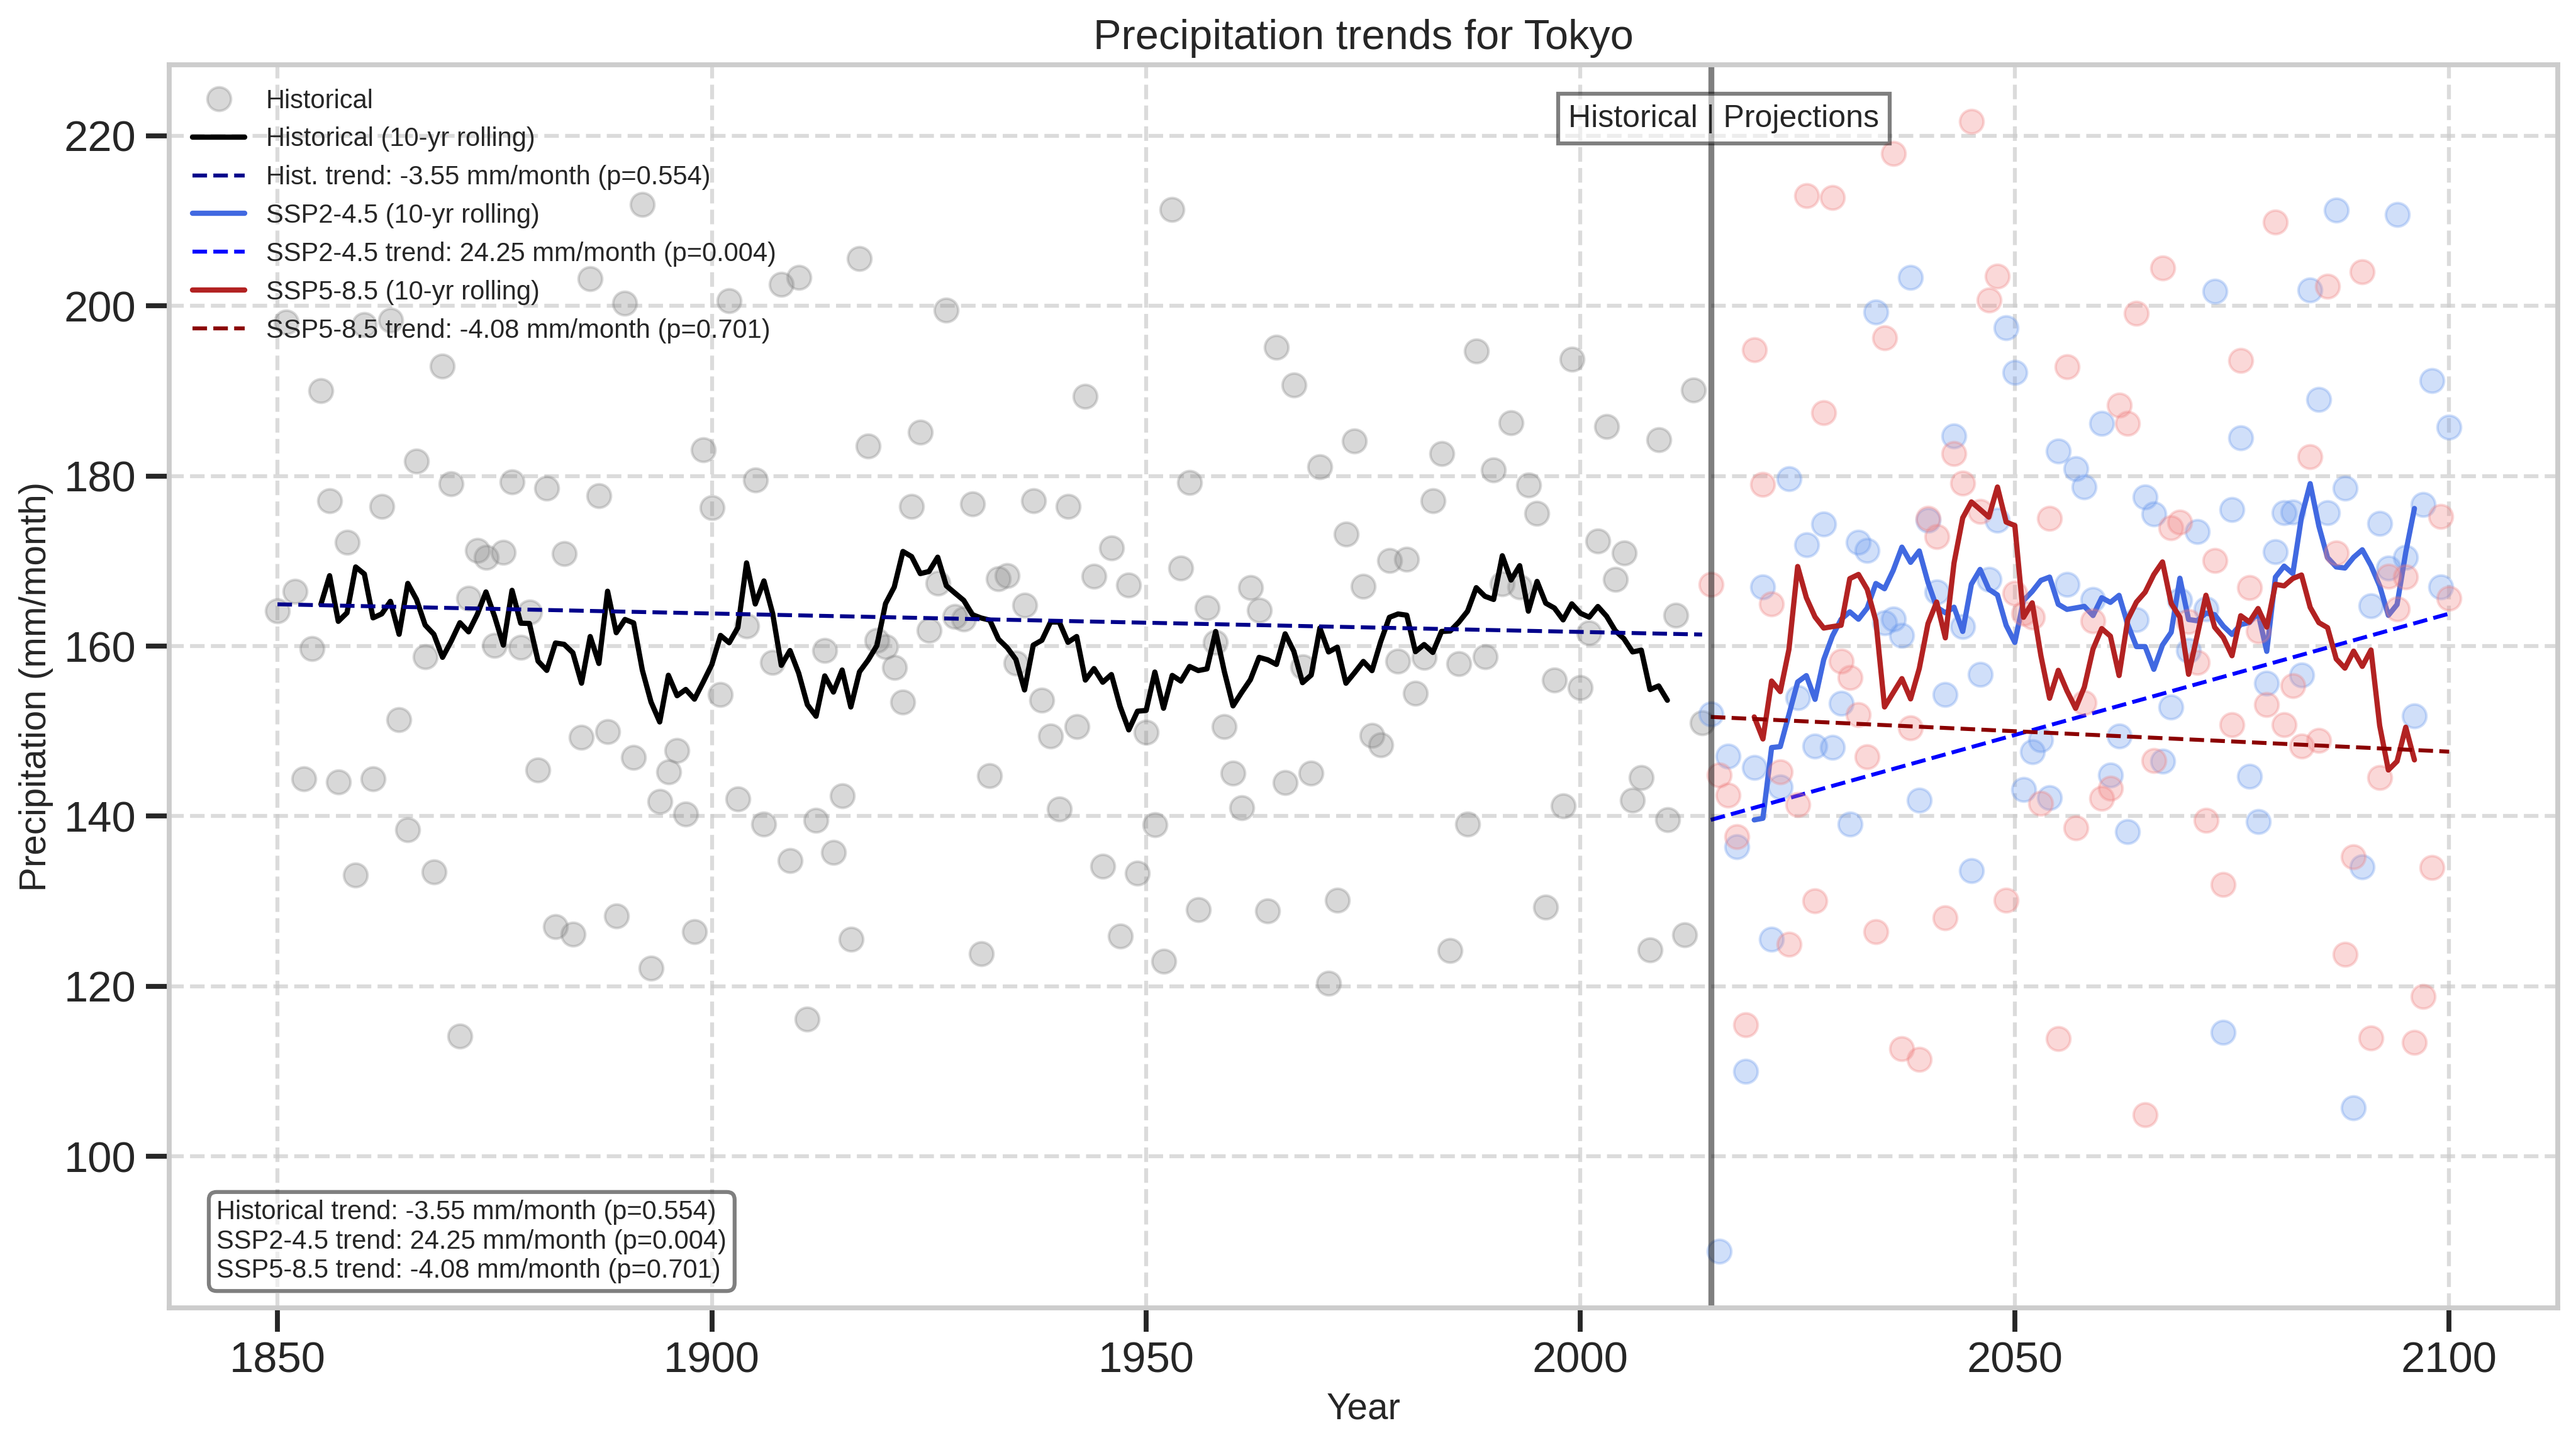 Precipitation trends for Tokyo
Historical
Historical (10-yr rolling)
Hist. trend: -3.55 mm/month (p=0.554)
SSP2-4.5 (10-yr rolling)
SSP2-4.5 trend: 24.25 mm/month (p=0.004)
SSP5-8.5 (10-yr rolling)
SSP5-8.5 trend: -4.08 mm/month (p=0.701)
Historical | Projections
Precipitation (mm/month)
220
200
180
160
140
120
100
Historical trend: -3.55 mm/month (p=0.554)
SSP2-4.5 trend: 24.25 mm/month (p=0.004)
SSP5-8.5 trend: -4.08 mm/month (p=0.701)
1850 1900 1950 2000 2050 2100
Year